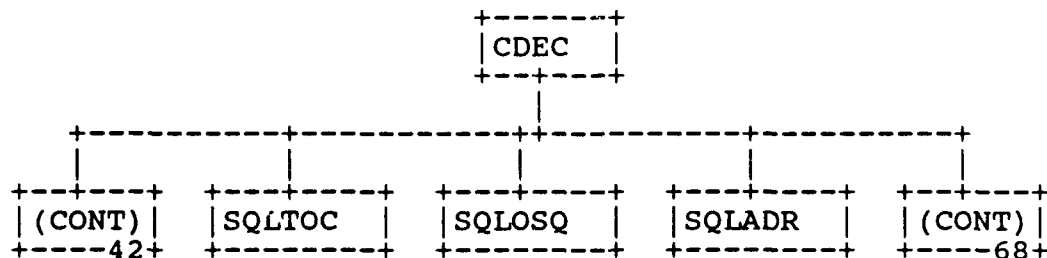 CDEC
(CONT) SQLTOC SQLOSQ SQLADR (CONT)
42 68